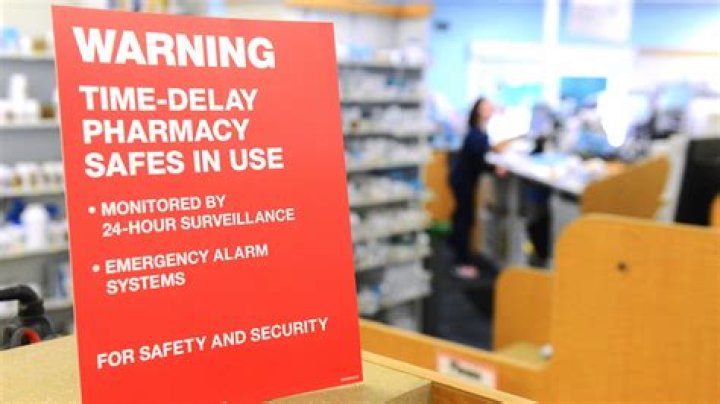 WARNING
TIME-DELAY
PHARMACY
SAFES IN USE
• MONITORED BY
24-HOUR SURVEILLANCE
• EMERGENCY ALARM
SYSTEMS
FOR SAFETY AND SECURITY